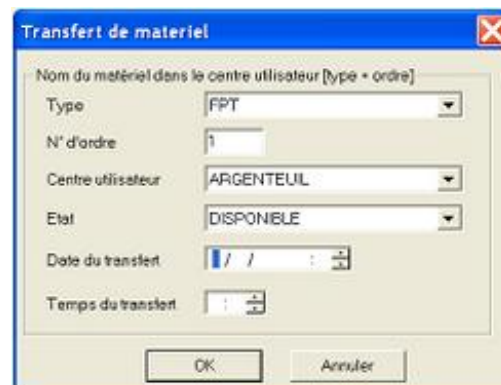 Transfert de materiel
Nom du matériel dans le centre utilisateur [type + ordre]
Type FPT
N° d'ordre 1
Centre utilisateur ARGENTEUIL
Etat DISPONIBLE
Date du transfert / / :
Temps du transfert :
OK Annuler